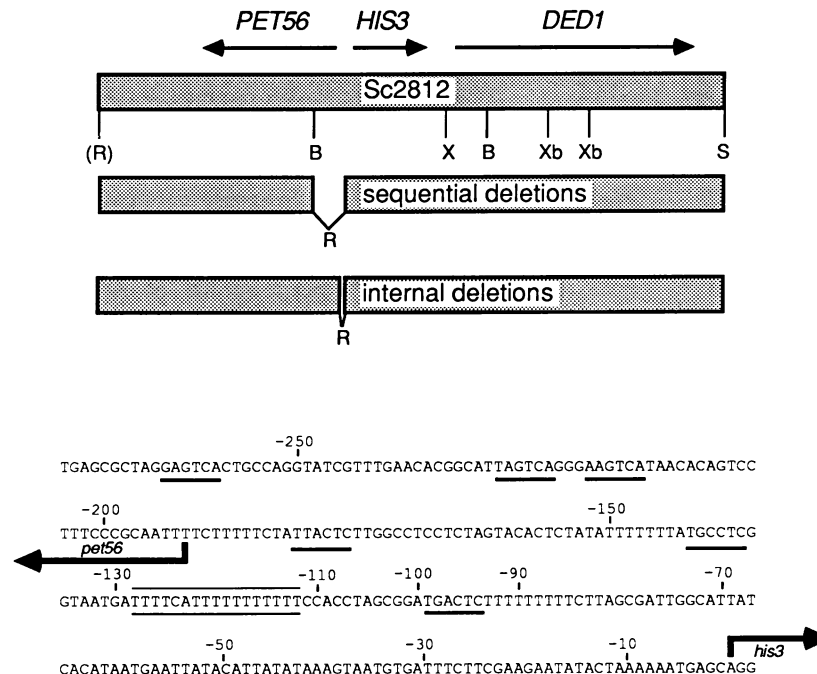 PET56 HIS3 DED1
Sc2812
(R) B X B Xb Xb S
sequential deletions
R
internal deletions
R
-250
TGAGCGCTAGGAGTCACTGCCAGGTATCGTTTGAACACGGCATTAGTCAGGGAAGTCATAACACAGTCC
-200 -150
TTTCCCGCAATTTTCTTTTTCTATTACTCTTGGCCTCCTCTAGTACACTCTATATTTTTTTATGCCTCG
pet56
-130 -110 -100 -90 -70
GTAATGATTTTCATTTTTTTTTTTCCACCTAGCGGATGACTCTTTTTTTTTCTTAGCGATTGGCATTAT
-50 -30 -10
his3
CACATAATGAATTATACATTATATAAAGTAATGTGATTTCTTCGAAGAATATACTAAAAAATGAGCAGG